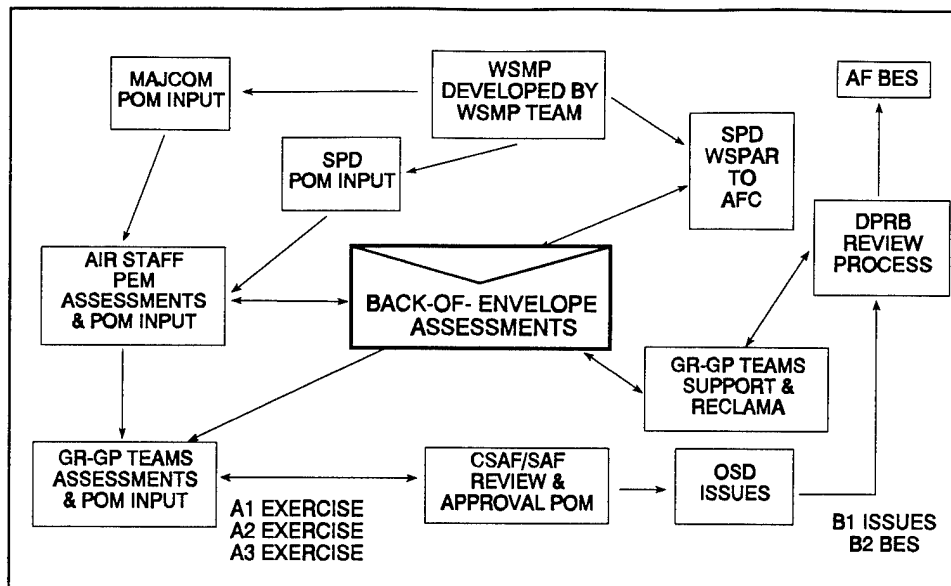 MAJCOM
POM INPUT
WSMP
DEVELOPED BY
WSMP TEAM
AF BES
SPD
POM INPUT
SPD
WSPAR
TO
AFC
DPRB
REVIEW
PROCESS
AIR STAFF
PEM
ASSESSMENTS
& POM INPUT
BACK-OF- ENVELOPE
ASSESSMENTS
GR-GP TEAMS
SUPPORT &
RECLAMA
GR-GP TEAMS
ASSESSMENTS
& POM INPUT
A1 EXERCISE
A2 EXERCISE
A3 EXERCISE
CSAF/SAF
REVIEW &
APPROVAL POM
OSD
ISSUES
B1 ISSUES
B2 BES